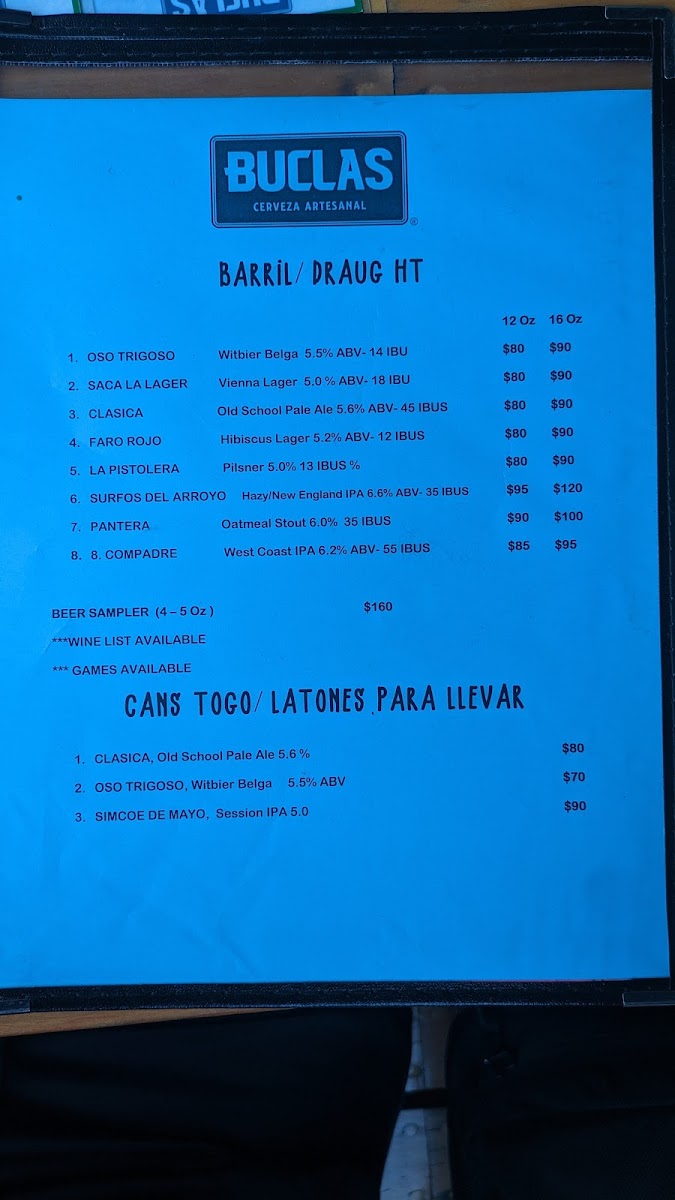 BUCLAS
CERVEZA ARTESANAL
®
BARRIL/ DRAUG HT
12 Oz 16 Oz
1. OSO TRIGOSO Witbier Belga 5.5% ABV- 14 IBU $80 $90
2. SACA LA LAGER Vienna Lager 5.0 % ABV- 18 IBU $80 $90
3. CLASICA Old School Pale Ale 5.6% ABV- 45 IBUS $80 $90
4. FARO ROJO Hibiscus Lager 5.2% ABV- 12 IBUS $80 $90
5. LA PISTOLERA Pilsner 5.0% 13 IBUS % $80 $90
6. SURFOS DEL ARROYO Hazy/New England IPA 6.6% ABV- 35 IBUS $95 $120
7. PANTERA Oatmeal Stout 6.0% 35 IBUS $90 $100
8. 8. COMPADRE West Coast IPA 6.2% ABV- 55 IBUS $85 $95
BEER SAMPLER (4 – 5 Oz ) $160
***WINE LIST AVAILABLE
*** GAMES AVAILABLE
CANS TOGO/ LATONES PARA LLEVAR
1. CLASICA, Old School Pale Ale 5.6 % $80
2. OSO TRIGOSO, Witbier Belga 5.5% ABV $70
3. SIMCOE DE MAYO, Session IPA 5.0 $90